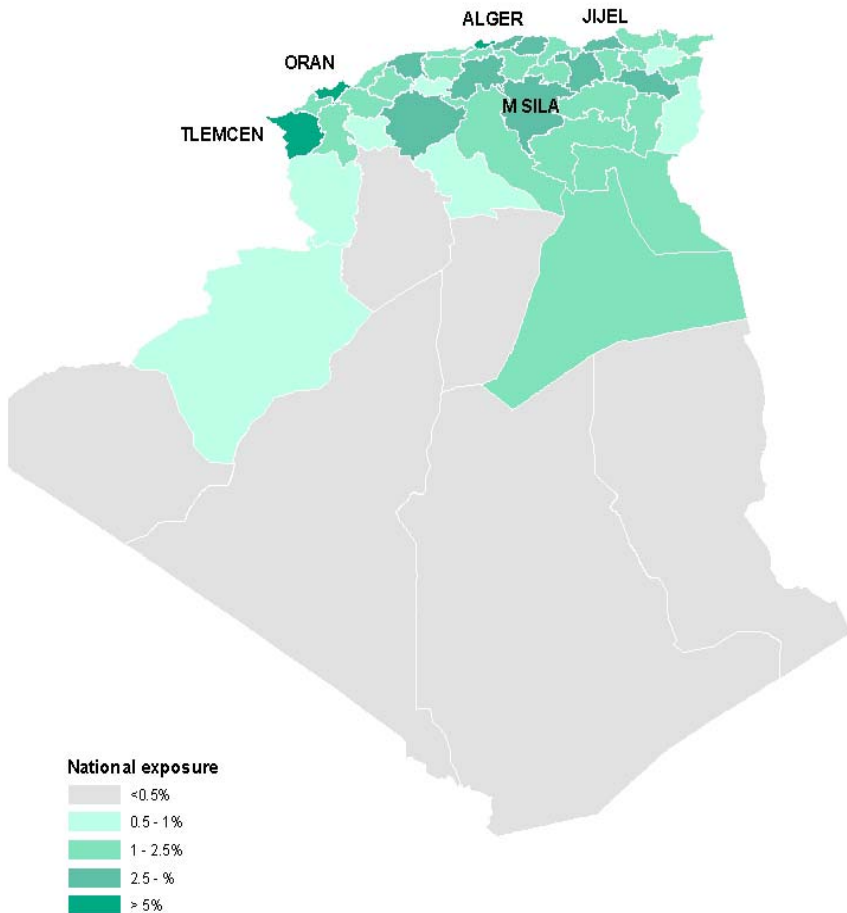 ALGER
JIJEL
ORAN
M SILA
TLEMCEN
National exposure
<0.5%
0.5 - 1%
1 - 2.5%
2.5 - %
> 5%